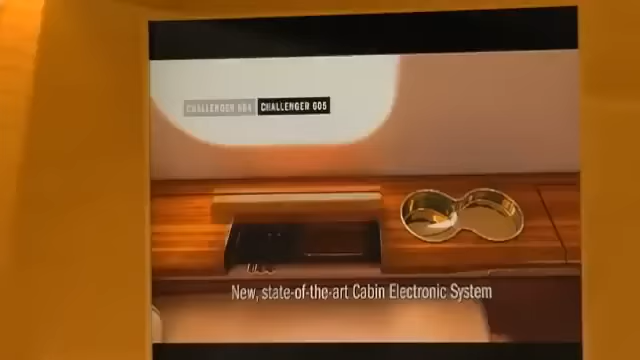 CHALLENGER 604 CHALLENGER 605
New, state-of-the-art Cabin Electronic System